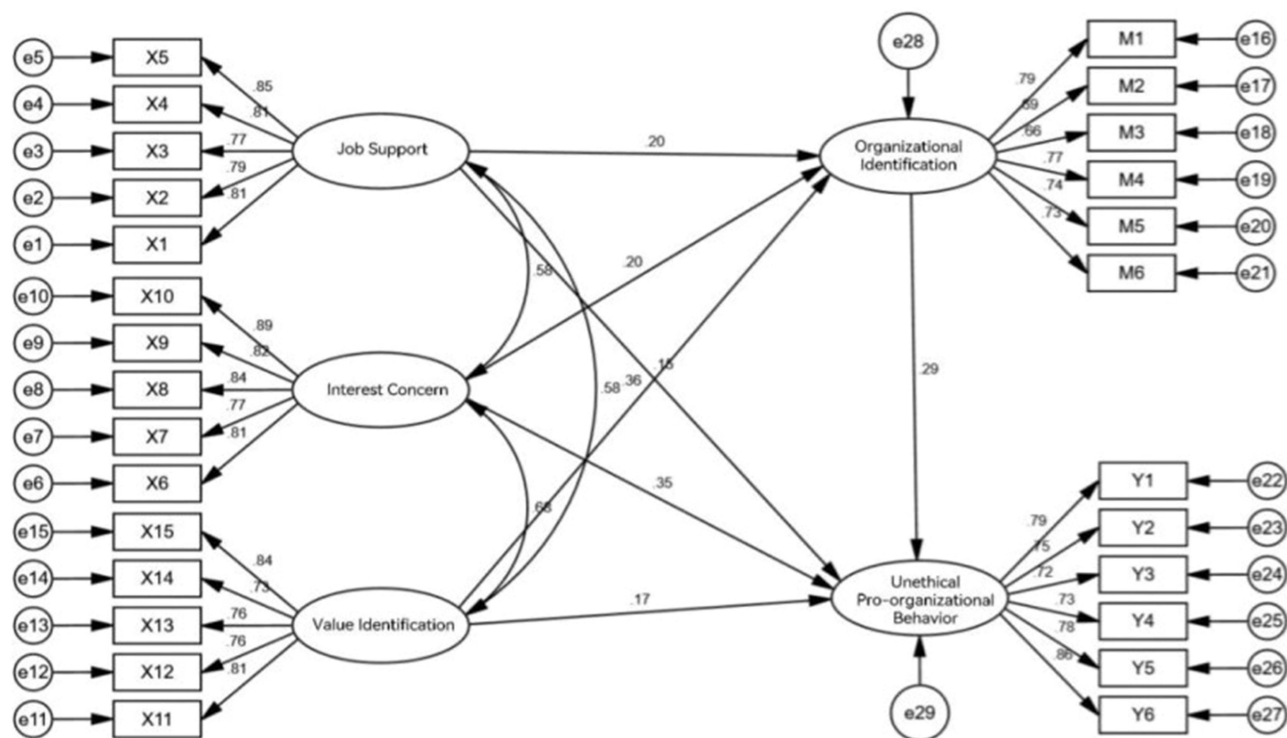 e5 X5 .85
e4 X4 .81
e3 X3 .77
e2 X2 .79
e1 X1 .81
Job Support
e10 X10 .89
e9 X9 .82
e8 X8 .84
e7 X7 .77
e6 X6 .81
Interest Concern
e15 X15 .84
e14 X14 .73
e13 X13 .76
e12 X12 .76
e11 X11 .81
Value Identification
.20
.58
.20
.15
.36
.58
.35
.17
.29
e28
Organizational
Identification
.79 M1 e16
M2 e17
.66 M3 e18
.77 M4 e19
.74 M5 e20
.73 M6 e21
Unethical
Pro-organizational
Behavior
e29
.79 Y1 e22
.75 Y2 e23
.72 Y3 e24
.73 Y4 e25
.78 Y5 e26
.86 Y6 e27